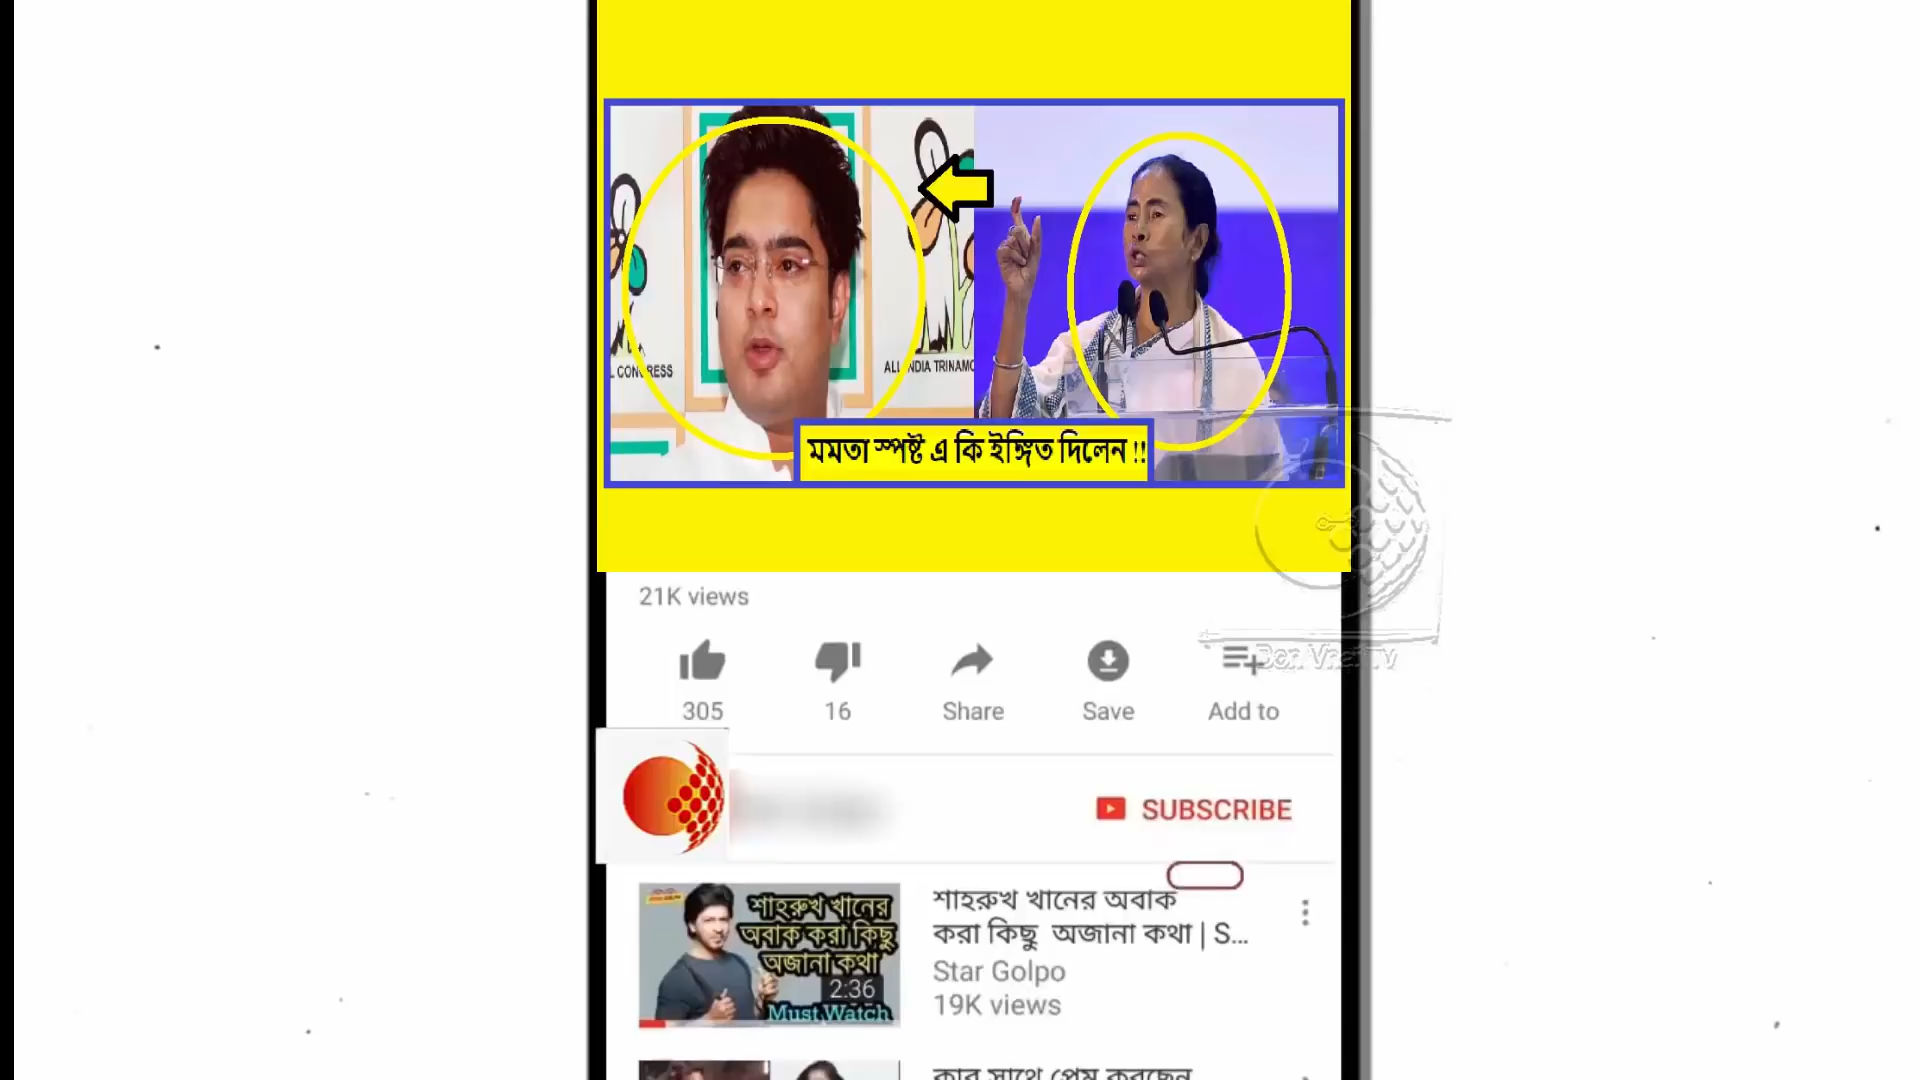 L CONGRESS
ALL INDIA TRINAMO
মমতা স্পষ্ট এ কি ইঙ্গিত দিলেন !!
21K views
305
16
Share
Save
Add to
SUBSCRIBE
শাহরুখ খানের
অবাক করা কিছু
অজানা কথা
2:36
Must Watch
শাহরুখ খানের অবাক
করা কিছু অজানা কথা | S...
Star Golpo
19K views
কার সাথে প্রেম করছেন